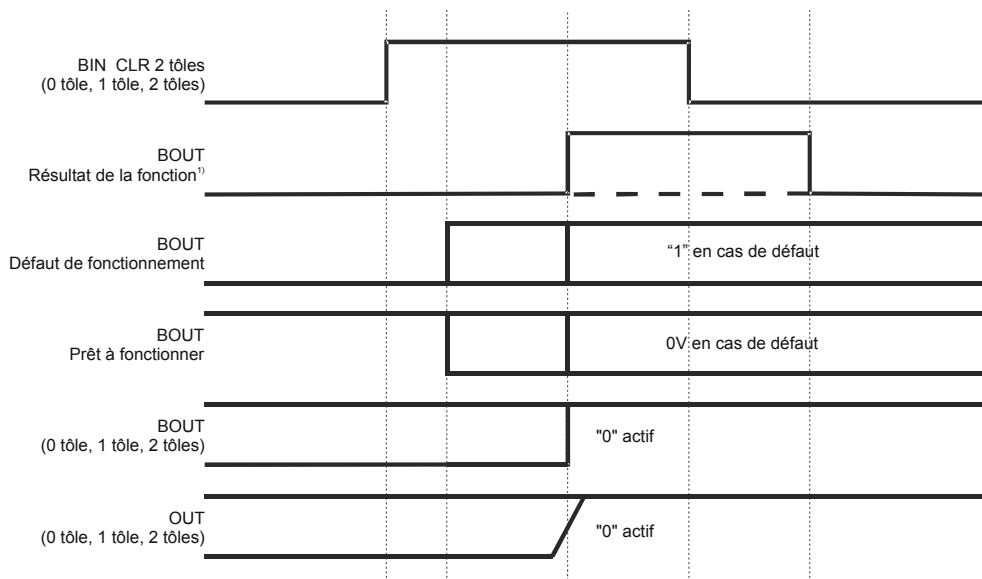 BIN CLR 2 tôles
(0 tôle, 1 tôle, 2 tôles)
BOUT
Résultat de la fonction¹⁾
BOUT
Défaut de fonctionnement
“1” en cas de défaut
BOUT
Prêt à fonctionner
0V en cas de défaut
BOUT
(0 tôle, 1 tôle, 2 tôles)
"0" actif
OUT
(0 tôle, 1 tôle, 2 tôles)
"0" actif